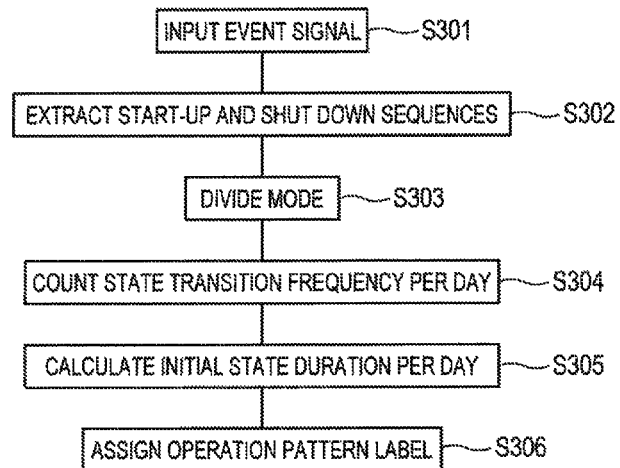 INPUT EVENT SIGNAL S301
EXTRACT START-UP AND SHUT DOWN SEQUENCES S302
DIVIDE MODE S303
COUNT STATE TRANSITION FREQUENCY PER DAY S304
CALCULATE INITIAL STATE DURATION PER DAY S305
ASSIGN OPERATION PATTERN LABEL S306